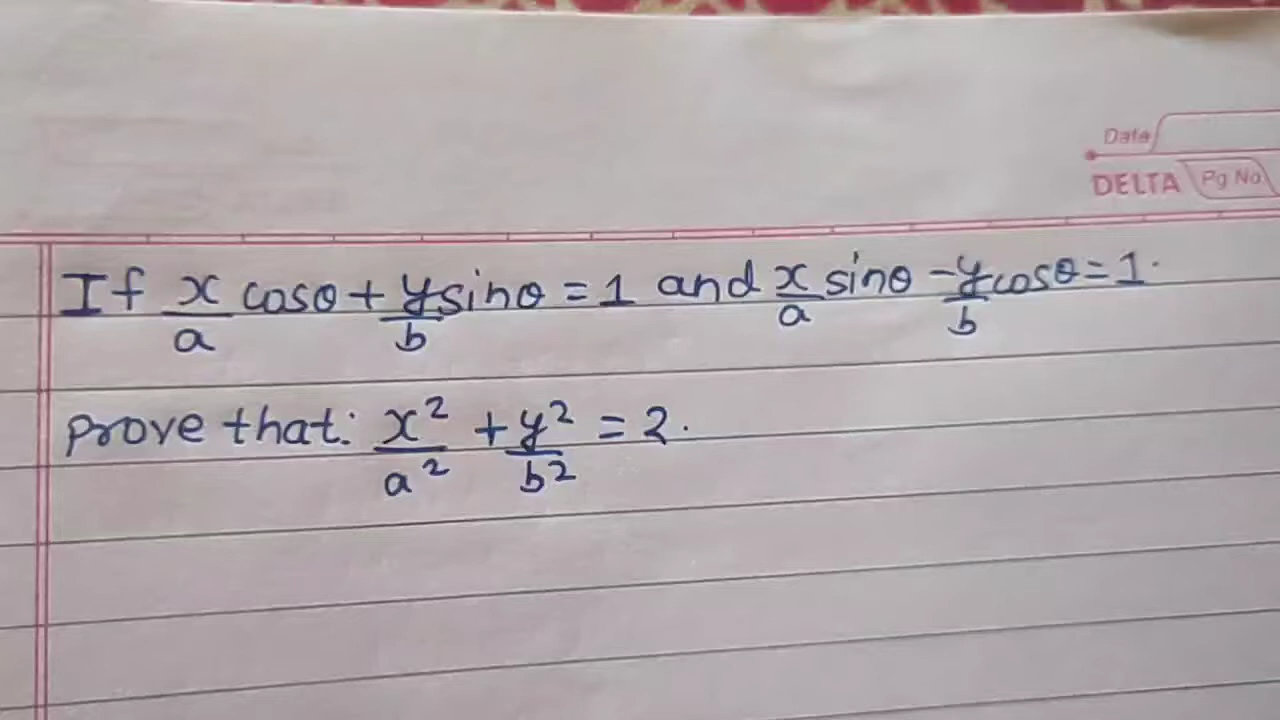 Date
DELTA Pg No
If x/a cosθ + y/b sinθ = 1 and x/a sinθ - y/b cosθ = 1.
prove that: x²/a² + y²/b² = 2.